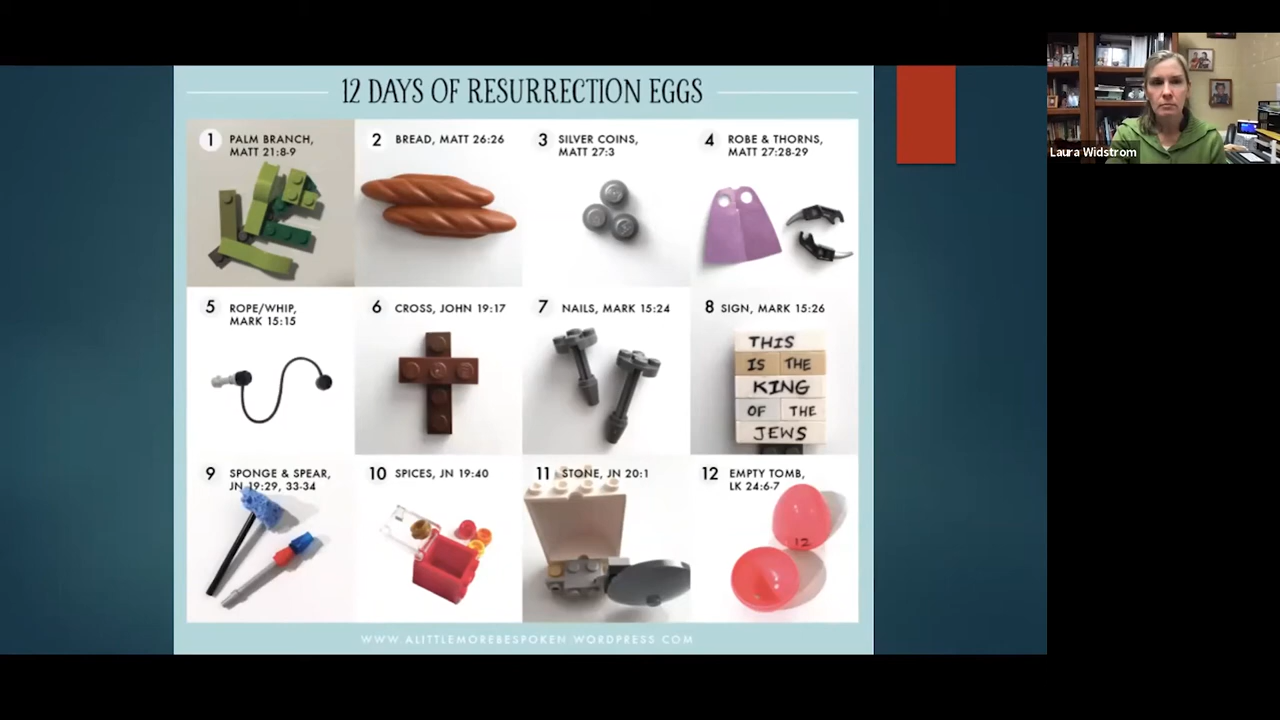 12 DAYS OF RESURRECTION EGGS
1 PALM BRANCH,
MATT 21:8-9
2 BREAD, MATT 26:26
3 SILVER COINS,
MATT 27:3
4 ROBE & THORNS,
MATT 27:28-29
5 ROPE/WHIP,
MARK 15:15
6 CROSS, JOHN 19:17
7 NAILS, MARK 15:24
8 SIGN, MARK 15:26
THIS
IS THE
KING
OF THE
JEWS
9 SPONGE & SPEAR,
JN 19:29, 33-34
10 SPICES, JN 19:40
11 STONE, JN 20:1
12 EMPTY TOMB,
LK 24:6-7
12
WWW.ALITTLEMOREBESPOKEN.WORDPRESS.COM
Laura Widstrom